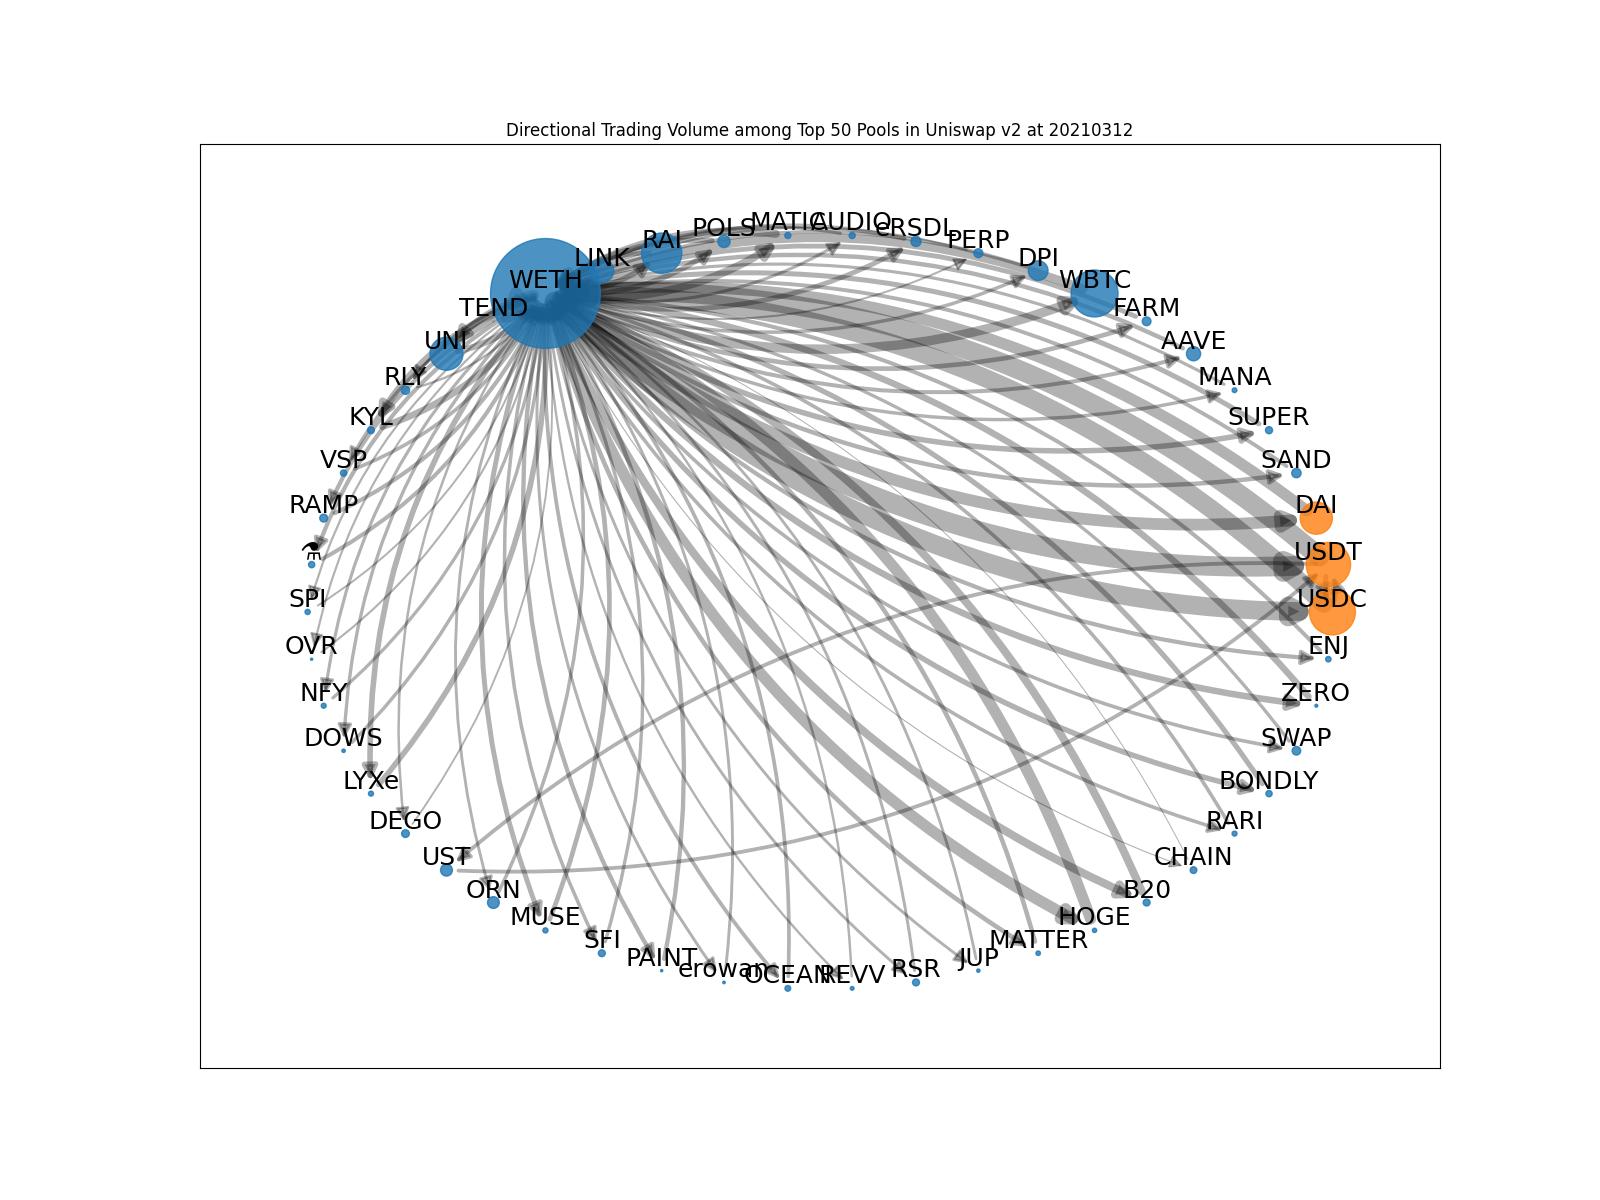 Directional Trading Volume among Top 50 Pools in Uniswap v2 at 20210312
MATIC
AUDIO
POLS
cRSDL
RAI
PERP
LINK
DPI
WETH
WBTC
TEND
FARM
UNI
AAVE
RLY
MANA
KYL
SUPER
VSP
SAND
RAMP
DAI
⚗
USDT
SPI
USDC
OVR
ENJ
NFY
ZERO
DOWS
SWAP
LYXe
BONDLY
DEGO
RARI
UST
CHAIN
ORN
B20
MUSE
HOGE
SFI
MATTER
PAINT
JUP
erowan
RSR
OCEAN
REVV